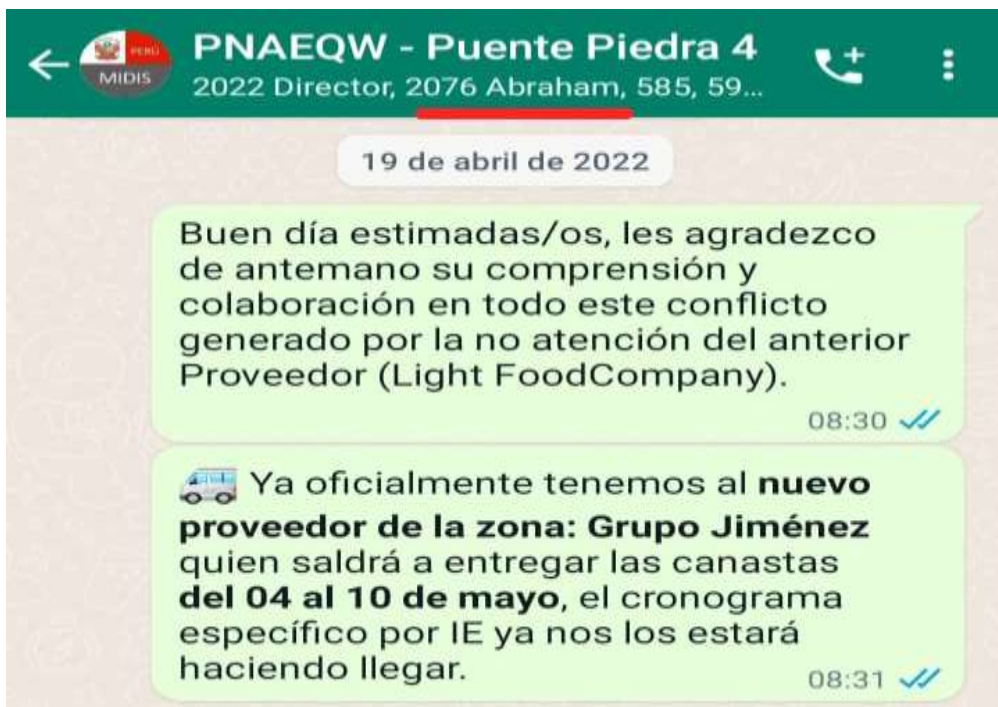 PERÚ
MIDIS
PNAEQW - Puente Piedra 4
2022 Director, 2076 Abraham, 585, 59...
19 de abril de 2022
Buen día estimadas/os, les agradezco
de antemano su comprensión y
colaboración en todo este conflicto
generado por la no atención del anterior
Proveedor (Light FoodCompany).
08:30
Ya oficialmente tenemos al nuevo
proveedor de la zona: Grupo Jiménez
quien saldrá a entregar las canastas
del 04 al 10 de mayo, el cronograma
específico por IE ya nos los estará
haciendo llegar.
08:31